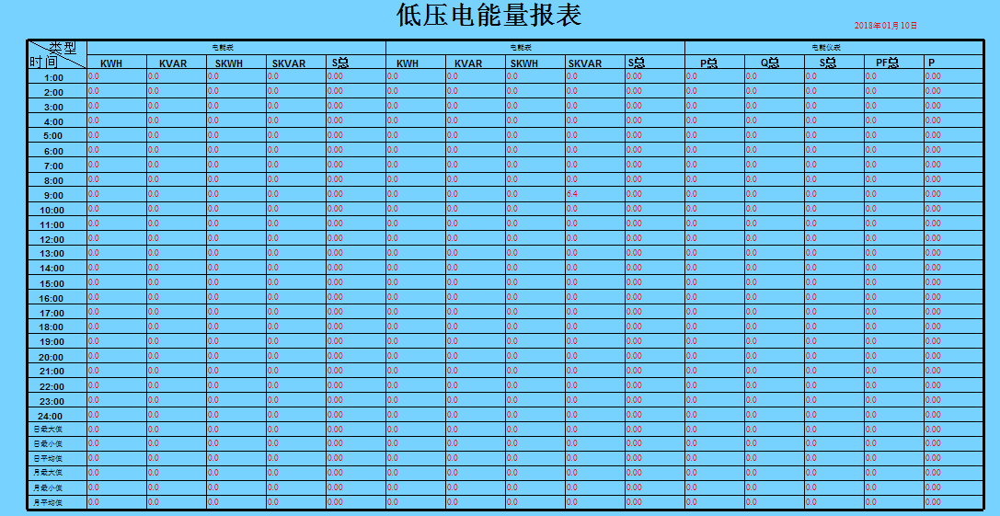 低压电能量报表
2018年01月10日
类型 电能表 电能表 电能仪表
时间 KWH KVAR SKWH SKVAR S总 KWH KVAR SKWH SKVAR S总 P总 Q总 S总 PF总 P
1:00 0.0 0.0 0.0 0.0 0.00 0.0 0.0 0.0 0.0 0.00 0.0 0.0 0.0 0.0 0.00
2:00 0.0 0.0 0.0 0.0 0.00 0.0 0.0 0.0 0.0 0.00 0.0 0.0 0.0 0.0 0.00
3:00 0.0 0.0 0.0 0.0 0.00 0.0 0.0 0.0 0.0 0.00 0.0 0.0 0.0 0.0 0.00
4:00 0.0 0.0 0.0 0.0 0.00 0.0 0.0 0.0 0.0 0.00 0.0 0.0 0.0 0.0 0.00
5:00 0.0 0.0 0.0 0.0 0.00 0.0 0.0 0.0 0.0 0.00 0.0 0.0 0.0 0.0 0.00
6:00 0.0 0.0 0.0 0.0 0.00 0.0 0.0 0.0 0.0 0.00 0.0 0.0 0.0 0.0 0.00
7:00 0.0 0.0 0.0 0.0 0.00 0.0 0.0 0.0 0.0 0.00 0.0 0.0 0.0 0.0 0.00
8:00 0.0 0.0 0.0 0.0 0.00 0.0 0.0 0.0 0.0 0.00 0.0 0.0 0.0 0.0 0.00
9:00 0.0 0.0 0.0 0.0 0.00 0.0 0.0 0.0 6.4 0.00 0.0 0.0 0.0 0.0 0.00
10:00 0.0 0.0 0.0 0.0 0.00 0.0 0.0 0.0 0.0 0.00 0.0 0.0 0.0 0.0 0.00
11:00 0.0 0.0 0.0 0.0 0.00 0.0 0.0 0.0 0.0 0.00 0.0 0.0 0.0 0.0 0.00
12:00 0.0 0.0 0.0 0.0 0.00 0.0 0.0 0.0 0.0 0.00 0.0 0.0 0.0 0.0 0.00
13:00 0.0 0.0 0.0 0.0 0.00 0.0 0.0 0.0 0.0 0.00 0.0 0.0 0.0 0.0 0.00
14:00 0.0 0.0 0.0 0.0 0.00 0.0 0.0 0.0 0.0 0.00 0.0 0.0 0.0 0.0 0.00
15:00 0.0 0.0 0.0 0.0 0.00 0.0 0.0 0.0 0.0 0.00 0.0 0.0 0.0 0.0 0.00
16:00 0.0 0.0 0.0 0.0 0.00 0.0 0.0 0.0 0.0 0.00 0.0 0.0 0.0 0.0 0.00
17:00 0.0 0.0 0.0 0.0 0.00 0.0 0.0 0.0 0.0 0.00 0.0 0.0 0.0 0.0 0.00
18:00 0.0 0.0 0.0 0.0 0.00 0.0 0.0 0.0 0.0 0.00 0.0 0.0 0.0 0.0 0.00
19:00 0.0 0.0 0.0 0.0 0.00 0.0 0.0 0.0 0.0 0.00 0.0 0.0 0.0 0.0 0.00
20:00 0.0 0.0 0.0 0.0 0.00 0.0 0.0 0.0 0.0 0.00 0.0 0.0 0.0 0.0 0.00
21:00 0.0 0.0 0.0 0.0 0.00 0.0 0.0 0.0 0.0 0.00 0.0 0.0 0.0 0.0 0.00
22:00 0.0 0.0 0.0 0.0 0.00 0.0 0.0 0.0 0.0 0.00 0.0 0.0 0.0 0.0 0.00
23:00 0.0 0.0 0.0 0.0 0.00 0.0 0.0 0.0 0.0 0.00 0.0 0.0 0.0 0.0 0.00
24:00 0.0 0.0 0.0 0.0 0.00 0.0 0.0 0.0 0.0 0.00 0.0 0.0 0.0 0.0 0.00
日最大值 0.0 0.0 0.0 0.0 0.00 0.0 0.0 0.0 0.0 0.00 0.0 0.0 0.0 0.0 0.00
日最小值 0.0 0.0 0.0 0.0 0.00 0.0 0.0 0.0 0.0 0.00 0.0 0.0 0.0 0.0 0.00
日平均值 0.0 0.0 0.0 0.0 0.00 0.0 0.0 0.0 0.0 0.00 0.0 0.0 0.0 0.0 0.00
月最大值 0.0 0.0 0.0 0.0 0.00 0.0 0.0 0.0 0.0 0.00 0.0 0.0 0.0 0.0 0.00
月最小值 0.0 0.0 0.0 0.0 0.00 0.0 0.0 0.0 0.0 0.00 0.0 0.0 0.0 0.0 0.00
月平均值 0.0 0.0 0.0 0.0 0.00 0.0 0.0 0.0 0.0 0.00 0.0 0.0 0.0 0.0 0.00